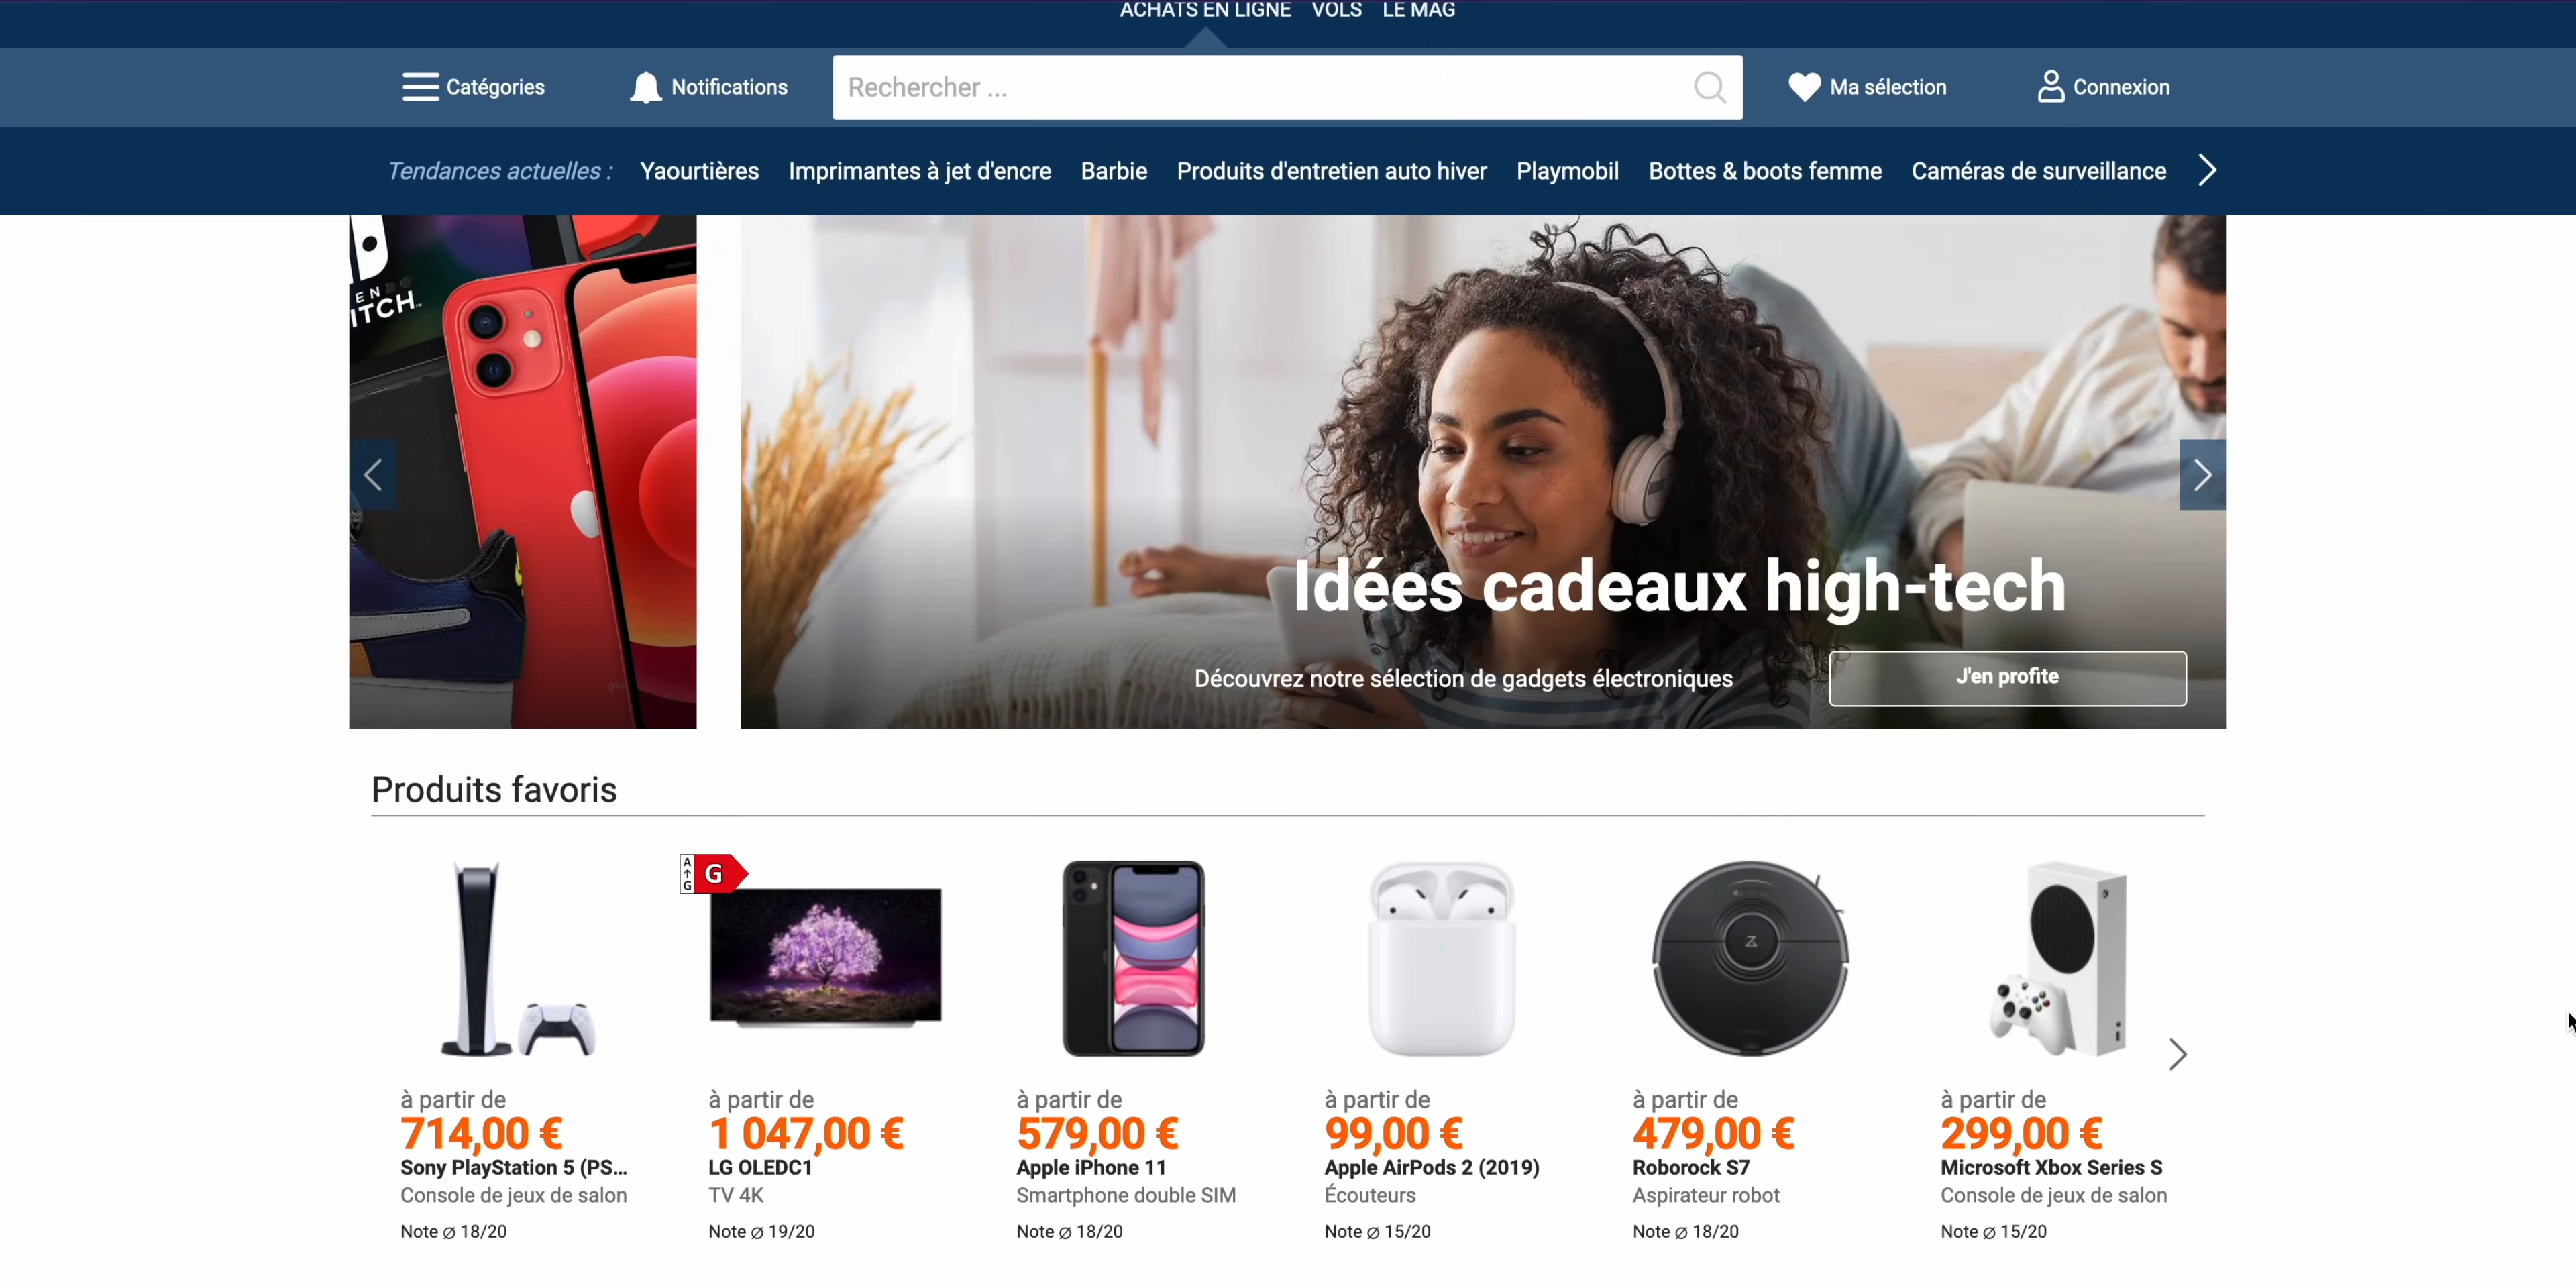 ACHATS EN LIGNE VOLS LE MAG
Catégories Notifications Rechercher ... Ma sélection Connexion
Tendances actuelles : Yaourtières Imprimantes à jet d'encre Barbie Produits d'entretien auto hiver Playmobil Bottes & boots femme Caméras de surveillance
ITCH
Idées cadeaux high-tech
Découvrez notre sélection de gadgets électroniques J'en profite
Produits favoris
A G G
à partir de à partir de à partir de à partir de à partir de à partir de
714,00 € 1 047,00 € 579,00 € 99,00 € 479,00 € 299,00 €
Sony PlayStation 5 (PS... LG OLEDC1 Apple iPhone 11 Apple AirPods 2 (2019) Roborock S7 Microsoft Xbox Series S
Console de jeux de salon TV 4K Smartphone double SIM Écouteurs Aspirateur robot Console de jeux de salon
Note ⌀ 18/20 Note ⌀ 19/20 Note ⌀ 18/20 Note ⌀ 15/20 Note ⌀ 18/20 Note ⌀ 15/20